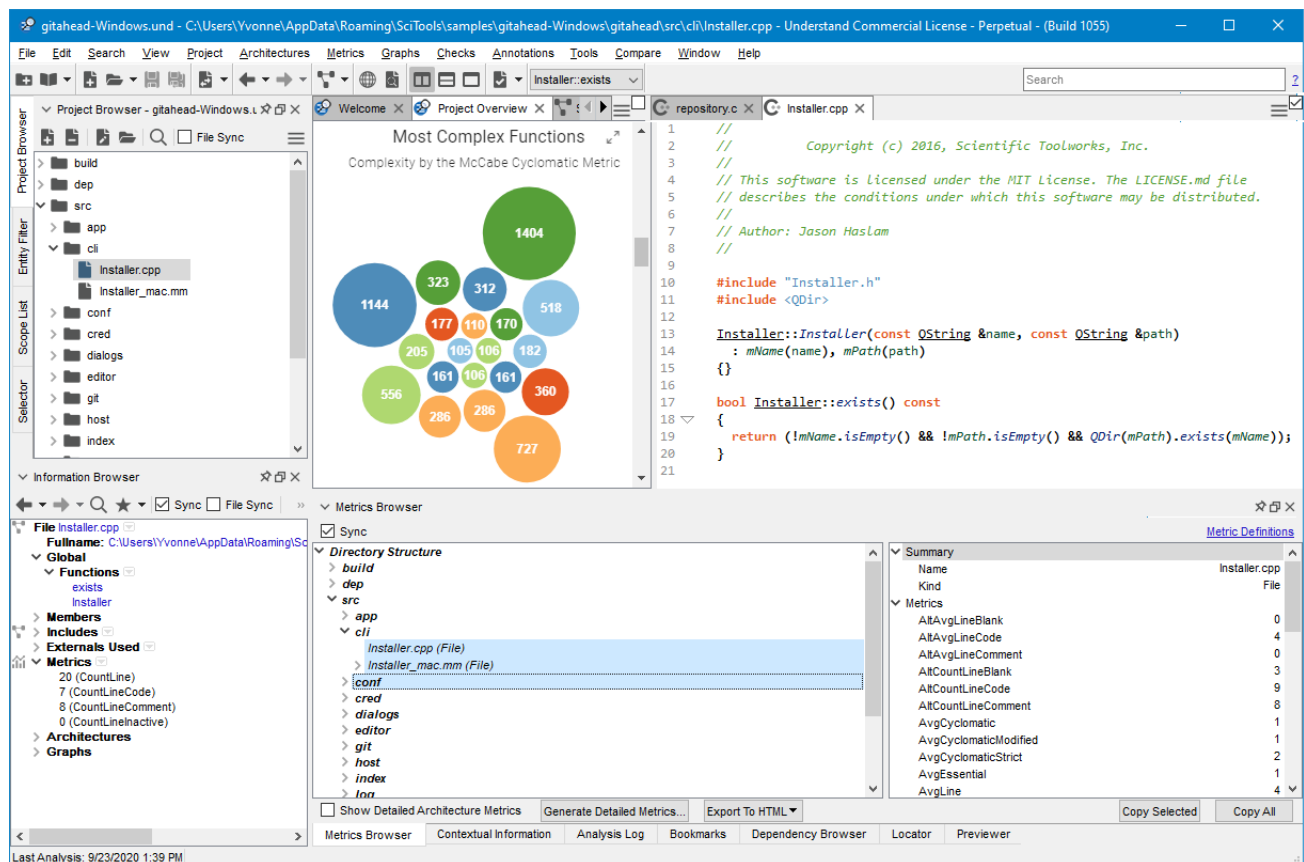 gitahead-Windows.und - C:\Users\Yvonne\AppData\Roaming\SciTools\samples\gitahead-Windows\gitahead\src\cli\Installer.cpp - Understand Commercial License - Perpetual - (Build 1055)
File Edit Search View Project Architectures Metrics Graphs Checks Annotations Tools Compare Window Help
Installer::exists
Search
?
Project Browser
Entity Filter
Scope List
Selector
Project Browser - gitahead-Windows.u
File Sync
build
dep
src
app
cli
Installer.cpp
Installer_mac.mm
conf
cred
dialogs
editor
git
host
index
Welcome
Project Overview
Most Complex Functions
Complexity by the McCabe Cyclomatic Metric
1404
1144
323
312
518
177
110
170
205
105
106
182
161
106
161
556
360
286
286
727
repository.c
Installer.cpp
1 //
2 // Copyright (c) 2016, Scientific Toolworks, Inc.
3 //
4 // This software is licensed under the MIT License. The LICENSE.md file
5 // describes the conditions under which this software may be distributed.
6 //
7 // Author: Jason Haslam
8 //
9
10 #include "Installer.h"
11 #include <QDir>
12
13 Installer::Installer(const QString &name, const QString &path)
14 : mName(name), mPath(path)
15 {}
16
17 bool Installer::exists() const
18 {
19 return (!mName.isEmpty() && !mPath.isEmpty() && QDir(mPath).exists(mName));
20 }
21
Information Browser
Sync File Sync »
File Installer.cpp
Fullname: C:\Users\Yvonne\AppData\Roaming\Sc
Global
Functions
exists
Installer
Members
Includes
Externals Used
Metrics
20 (CountLine)
7 (CountLineCode)
8 (CountLineComment)
0 (CountLineInactive)
Architectures
Graphs
Metrics Browser
Sync
Metric Definitions
Directory Structure
build
dep
src
app
cli
Installer.cpp (File)
Installer_mac.mm (File)
conf
cred
dialogs
editor
git
host
index
log
Summary
Name Installer.cpp
Kind File
Metrics
AltAvgLineBlank 0
AltAvgLineCode 4
AltAvgLineComment 0
AltCountLineBlank 3
AltCountLineCode 9
AltCountLineComment 8
AvgCyclomatic 1
AvgCyclomaticModified 1
AvgCyclomaticStrict 2
AvgEssential 1
AvgLine 4
Show Detailed Architecture Metrics
Generate Detailed Metrics...
Export To HTML
Copy Selected
Copy All
Metrics Browser Contextual Information Analysis Log Bookmarks Dependency Browser Locator Previewer
Last Analysis: 9/23/2020 1:39 PM